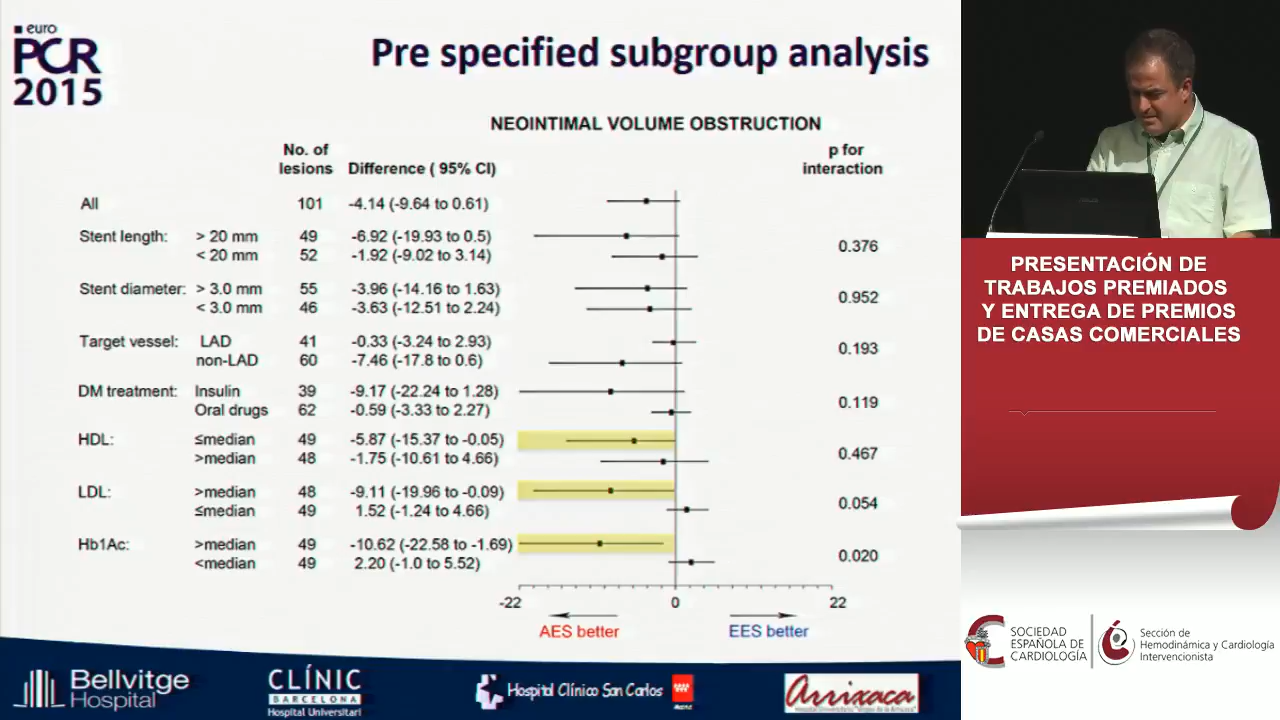 euro
PCR
2015
Pre specified subgroup analysis
NEOINTIMAL VOLUME OBSTRUCTION
No. of lesions Difference ( 95% CI) p for interaction
All 101 -4.14 (-9.64 to 0.61)
Stent length: > 20 mm 49 -6.92 (-19.93 to 0.5)
< 20 mm 52 -1.92 (-9.02 to 3.14)
0.376
Stent diameter: > 3.0 mm 55 -3.96 (-14.16 to 1.63)
< 3.0 mm 46 -3.63 (-12.51 to 2.24)
0.952
Target vessel: LAD 41 -0.33 (-3.24 to 2.93)
non-LAD 60 -7.46 (-17.8 to 0.6)
0.193
DM treatment: Insulin 39 -9.17 (-22.24 to 1.28)
Oral drugs 62 -0.59 (-3.33 to 2.27)
0.119
HDL: ≤median 49 -5.87 (-15.37 to -0.05)
>median 48 -1.75 (-10.61 to 4.66)
0.467
LDL: >median 48 -9.11 (-19.96 to -0.09)
≤median 49 1.52 (-1.24 to 4.66)
0.054
Hb1Ac: >median 49 -10.62 (-22.58 to -1.69)
<median 49 2.20 (-1.0 to 5.52)
0.020
-22 0 22
AES better EES better
Bellvitge
Hospital
CLÍNIC
BARCELONA
Hospital Universitari
Hospital Clínico San Carlos
Arrixaca
PRESENTACIÓN DE
TRABAJOS PREMIADOS
Y ENTREGA DE PREMIOS
DE CASAS COMERCIALES
SOCIEDAD
ESPAÑOLA DE
CARDIOLOGÍA
Sección de
Hemodinámica y Cardiología
Intervencionista